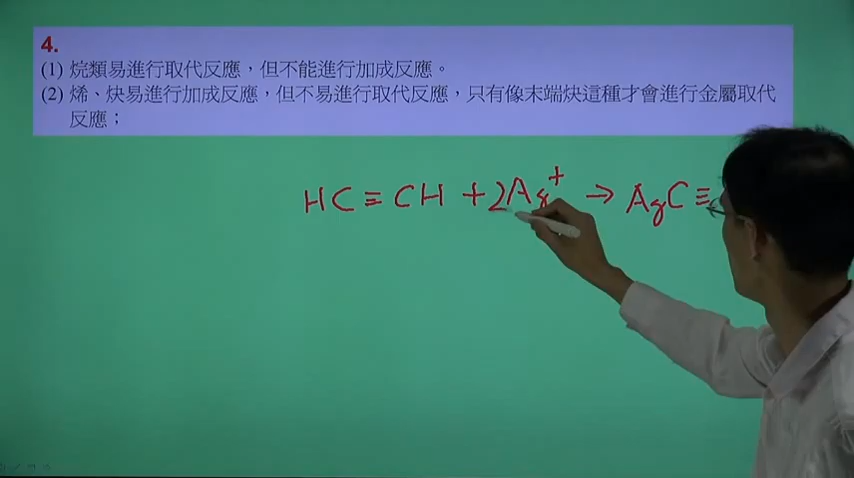 4.
(1) 烷類易進行取代反應，但不能進行加成反應。
(2) 烯、炔易進行加成反應，但不易進行取代反應，只有像末端炔這種才會進行金屬取代
反應；
HC≡CH + 2Ag⁺ → AgC≡